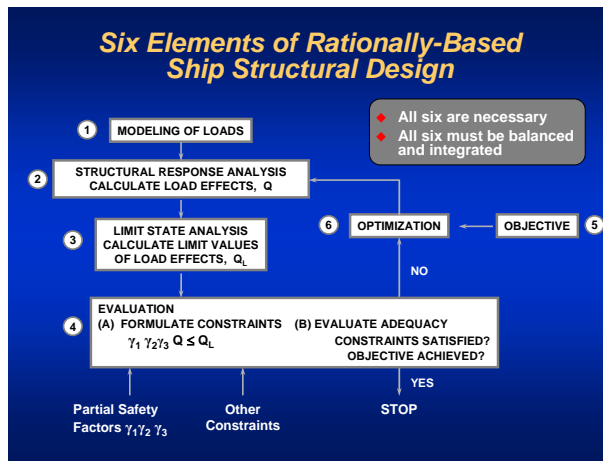 Six Elements of Rationally-Based
Ship Structural Design
◆ All six are necessary
◆ All six must be balanced
and integrated
1 MODELING OF LOADS
2 STRUCTURAL RESPONSE ANALYSIS
CALCULATE LOAD EFFECTS, Q
3 LIMIT STATE ANALYSIS
CALCULATE LIMIT VALUES
OF LOAD EFFECTS, Q_L
6 OPTIMIZATION
OBJECTIVE 5
NO
4 EVALUATION
(A) FORMULATE CONSTRAINTS
γ₁ γ₂γ₃ Q ≤ Q_L
(B) EVALUATE ADEQUACY
CONSTRAINTS SATISFIED?
OBJECTIVE ACHIEVED?
YES
Partial Safety
Factors γ₁γ₂ γ₃
Other
Constraints
STOP